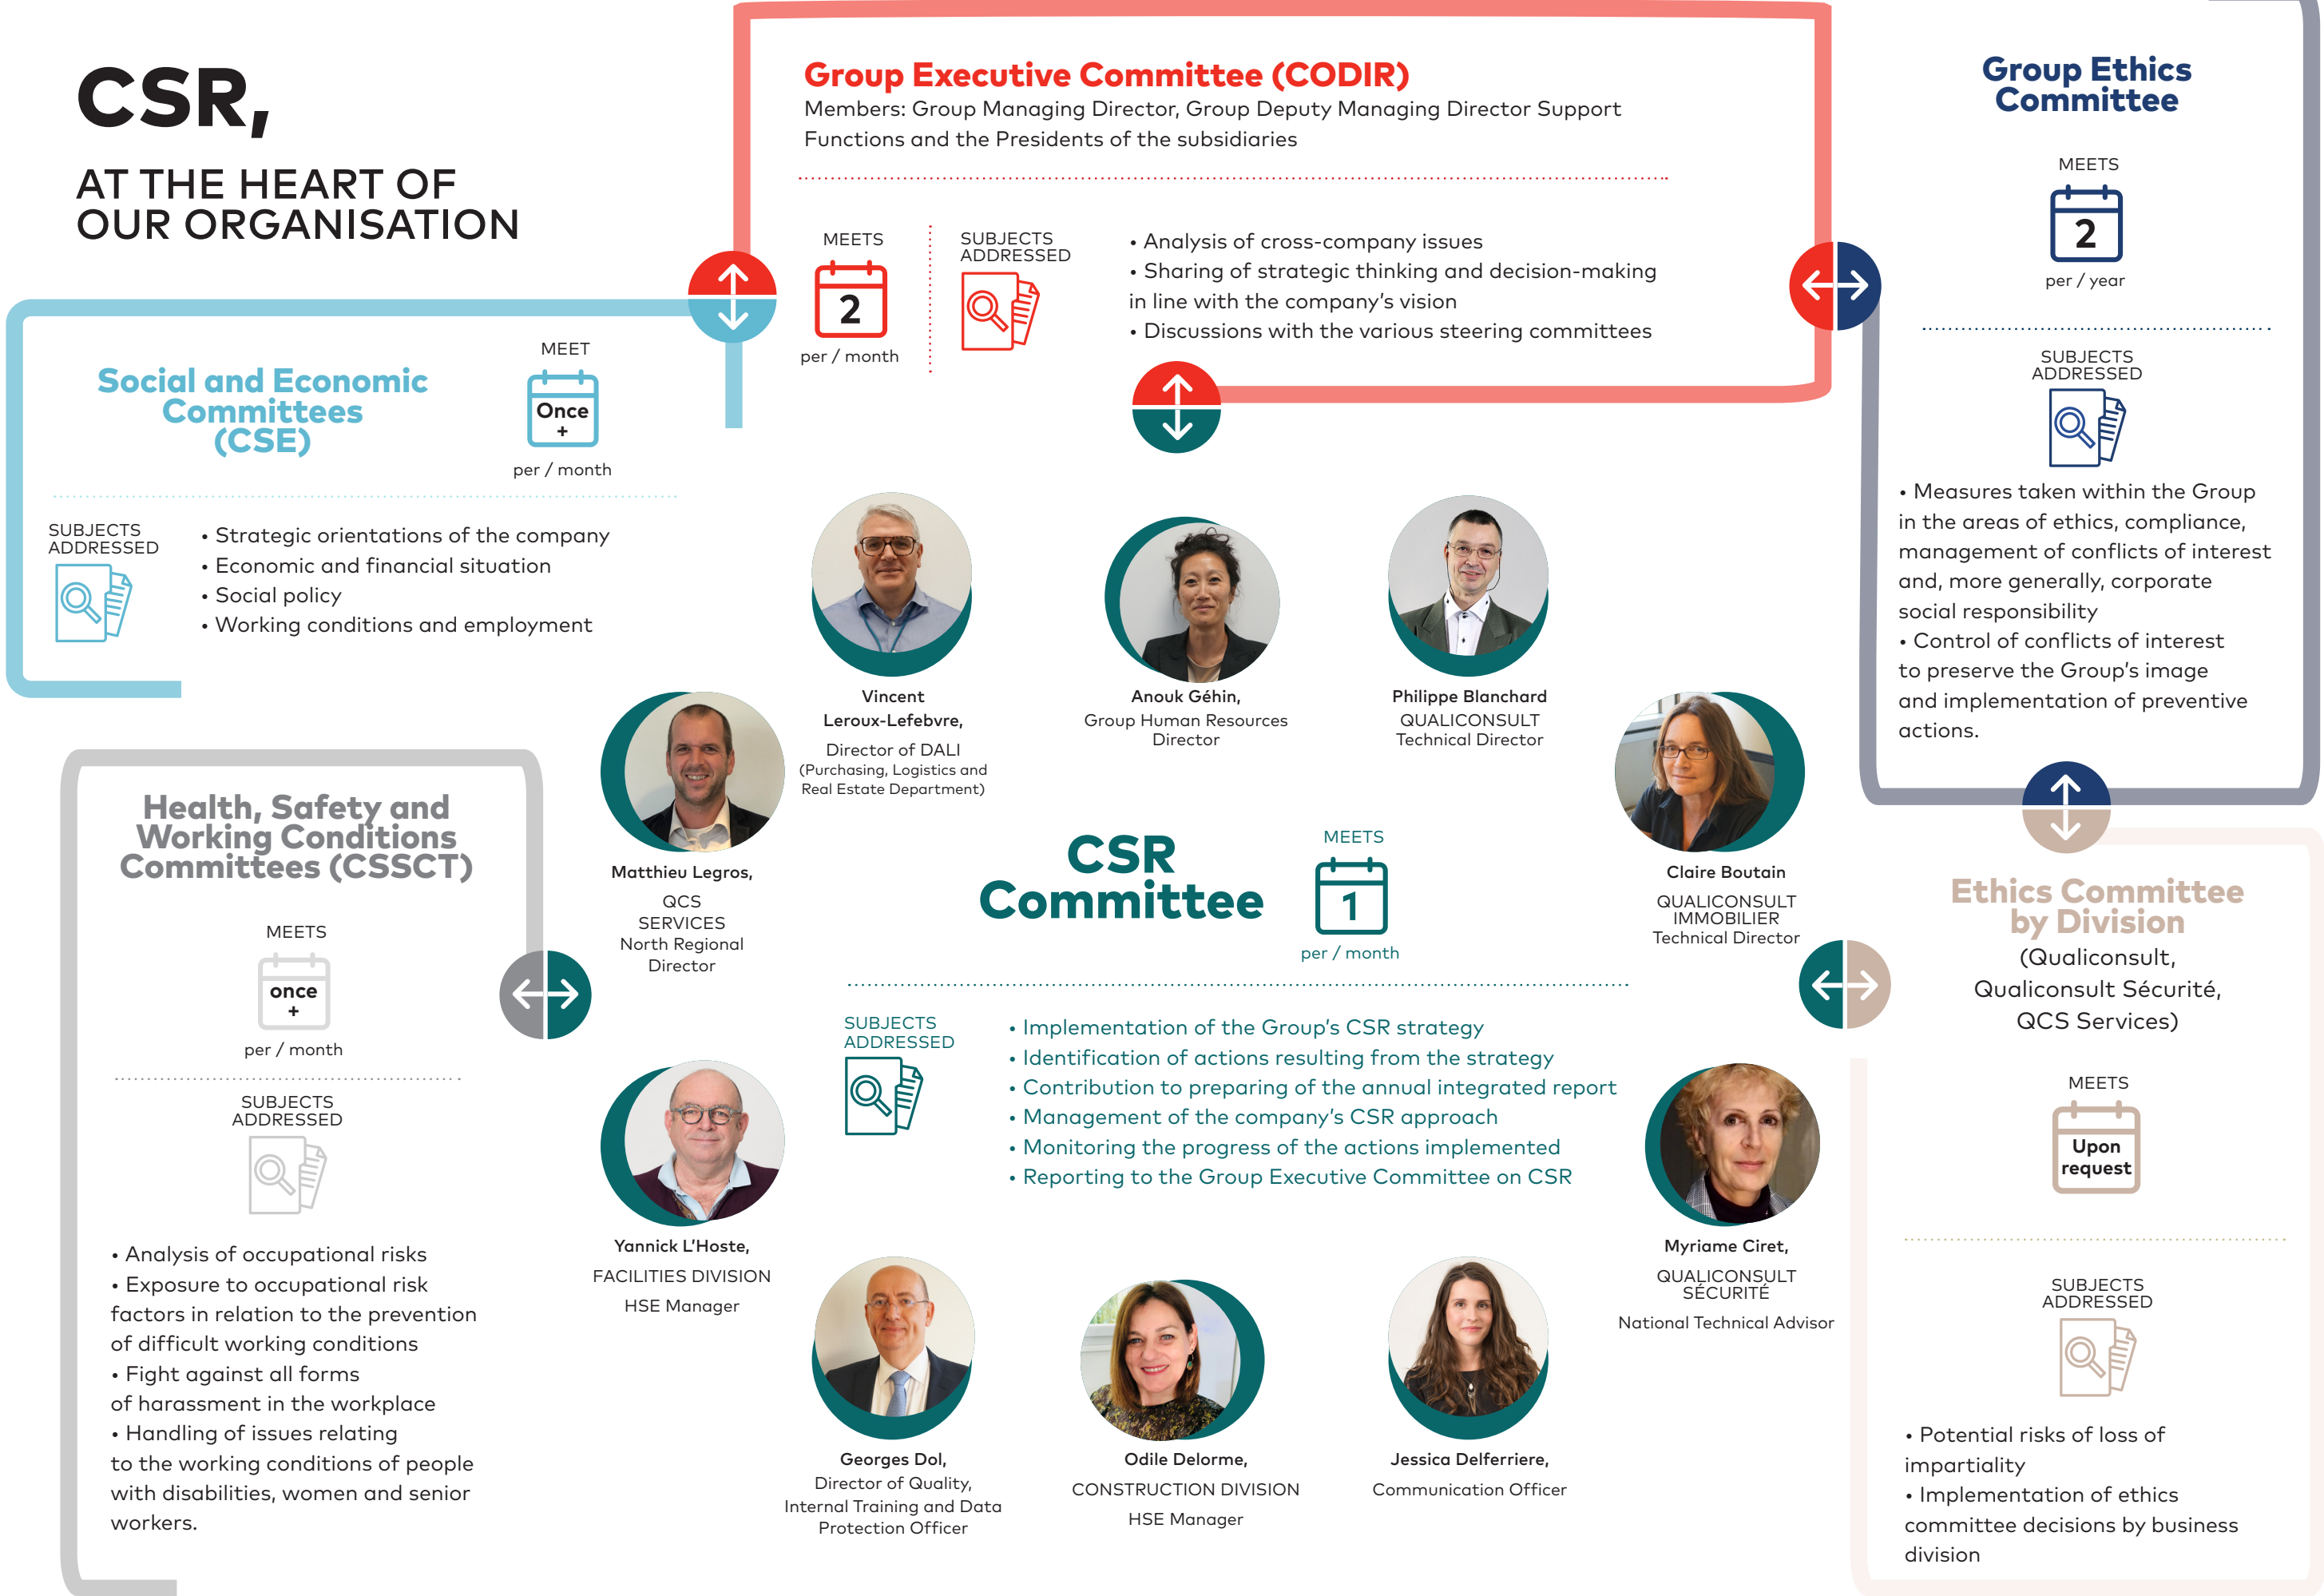 CSR,
AT THE HEART OF
OUR ORGANISATION
Group Executive Committee (CODIR)
Members: Group Managing Director, Group Deputy Managing Director Support
Functions and the Presidents of the subsidiaries
MEETS
2
per / month
SUBJECTS
ADDRESSED
• Analysis of cross-company issues
• Sharing of strategic thinking and decision-making
in line with the company's vision
• Discussions with the various steering committees
Group Ethics
Committee
MEETS
2
per / year
SUBJECTS
ADDRESSED
• Measures taken within the Group
in the areas of ethics, compliance,
management of conflicts of interest
and, more generally, corporate
social responsibility
• Control of conflicts of interest
to preserve the Group's image
and implementation of preventive
actions.
Social and Economic
Committees
(CSE)
MEET
Once
+
per / month
SUBJECTS
ADDRESSED
• Strategic orientations of the company
• Economic and financial situation
• Social policy
• Working conditions and employment
Vincent
Leroux-Lefebvre,
Director of DALI
(Purchasing, Logistics and
Real Estate Department)
Anouk Géhin,
Group Human Resources
Director
Philippe Blanchard
QUALICONSULT
Technical Director
Matthieu Legros,
QCS
SERVICES
North Regional
Director
Claire Boutain
QUALICONSULT
IMMOBILIER
Technical Director
Health, Safety and
Working Conditions
Committees (CSSCT)
MEETS
once
+
per / month
SUBJECTS
ADDRESSED
• Analysis of occupational risks
• Exposure to occupational risk
factors in relation to the prevention
of difficult working conditions
• Fight against all forms
of harassment in the workplace
• Handling of issues relating
to the working conditions of people
with disabilities, women and senior
workers.
CSR
Committee
MEETS
1
per / month
SUBJECTS
ADDRESSED
• Implementation of the Group's CSR strategy
• Identification of actions resulting from the strategy
• Contribution to preparing of the annual integrated report
• Management of the company's CSR approach
• Monitoring the progress of the actions implemented
• Reporting to the Group Executive Committee on CSR
Ethics Committee
by Division
(Qualiconsult,
Qualiconsult Sécurité,
QCS Services)
MEETS
Upon
request
SUBJECTS
ADDRESSED
• Potential risks of loss of
impartiality
• Implementation of ethics
committee decisions by business
division
Yannick L'Hoste,
FACILITIES DIVISION
HSE Manager
Myriame Ciret,
QUALICONSULT
SÉCURITÉ
National Technical Advisor
Georges Dol,
Director of Quality,
Internal Training and Data
Protection Officer
Odile Delorme,
CONSTRUCTION DIVISION
HSE Manager
Jessica Delferriere,
Communication Officer